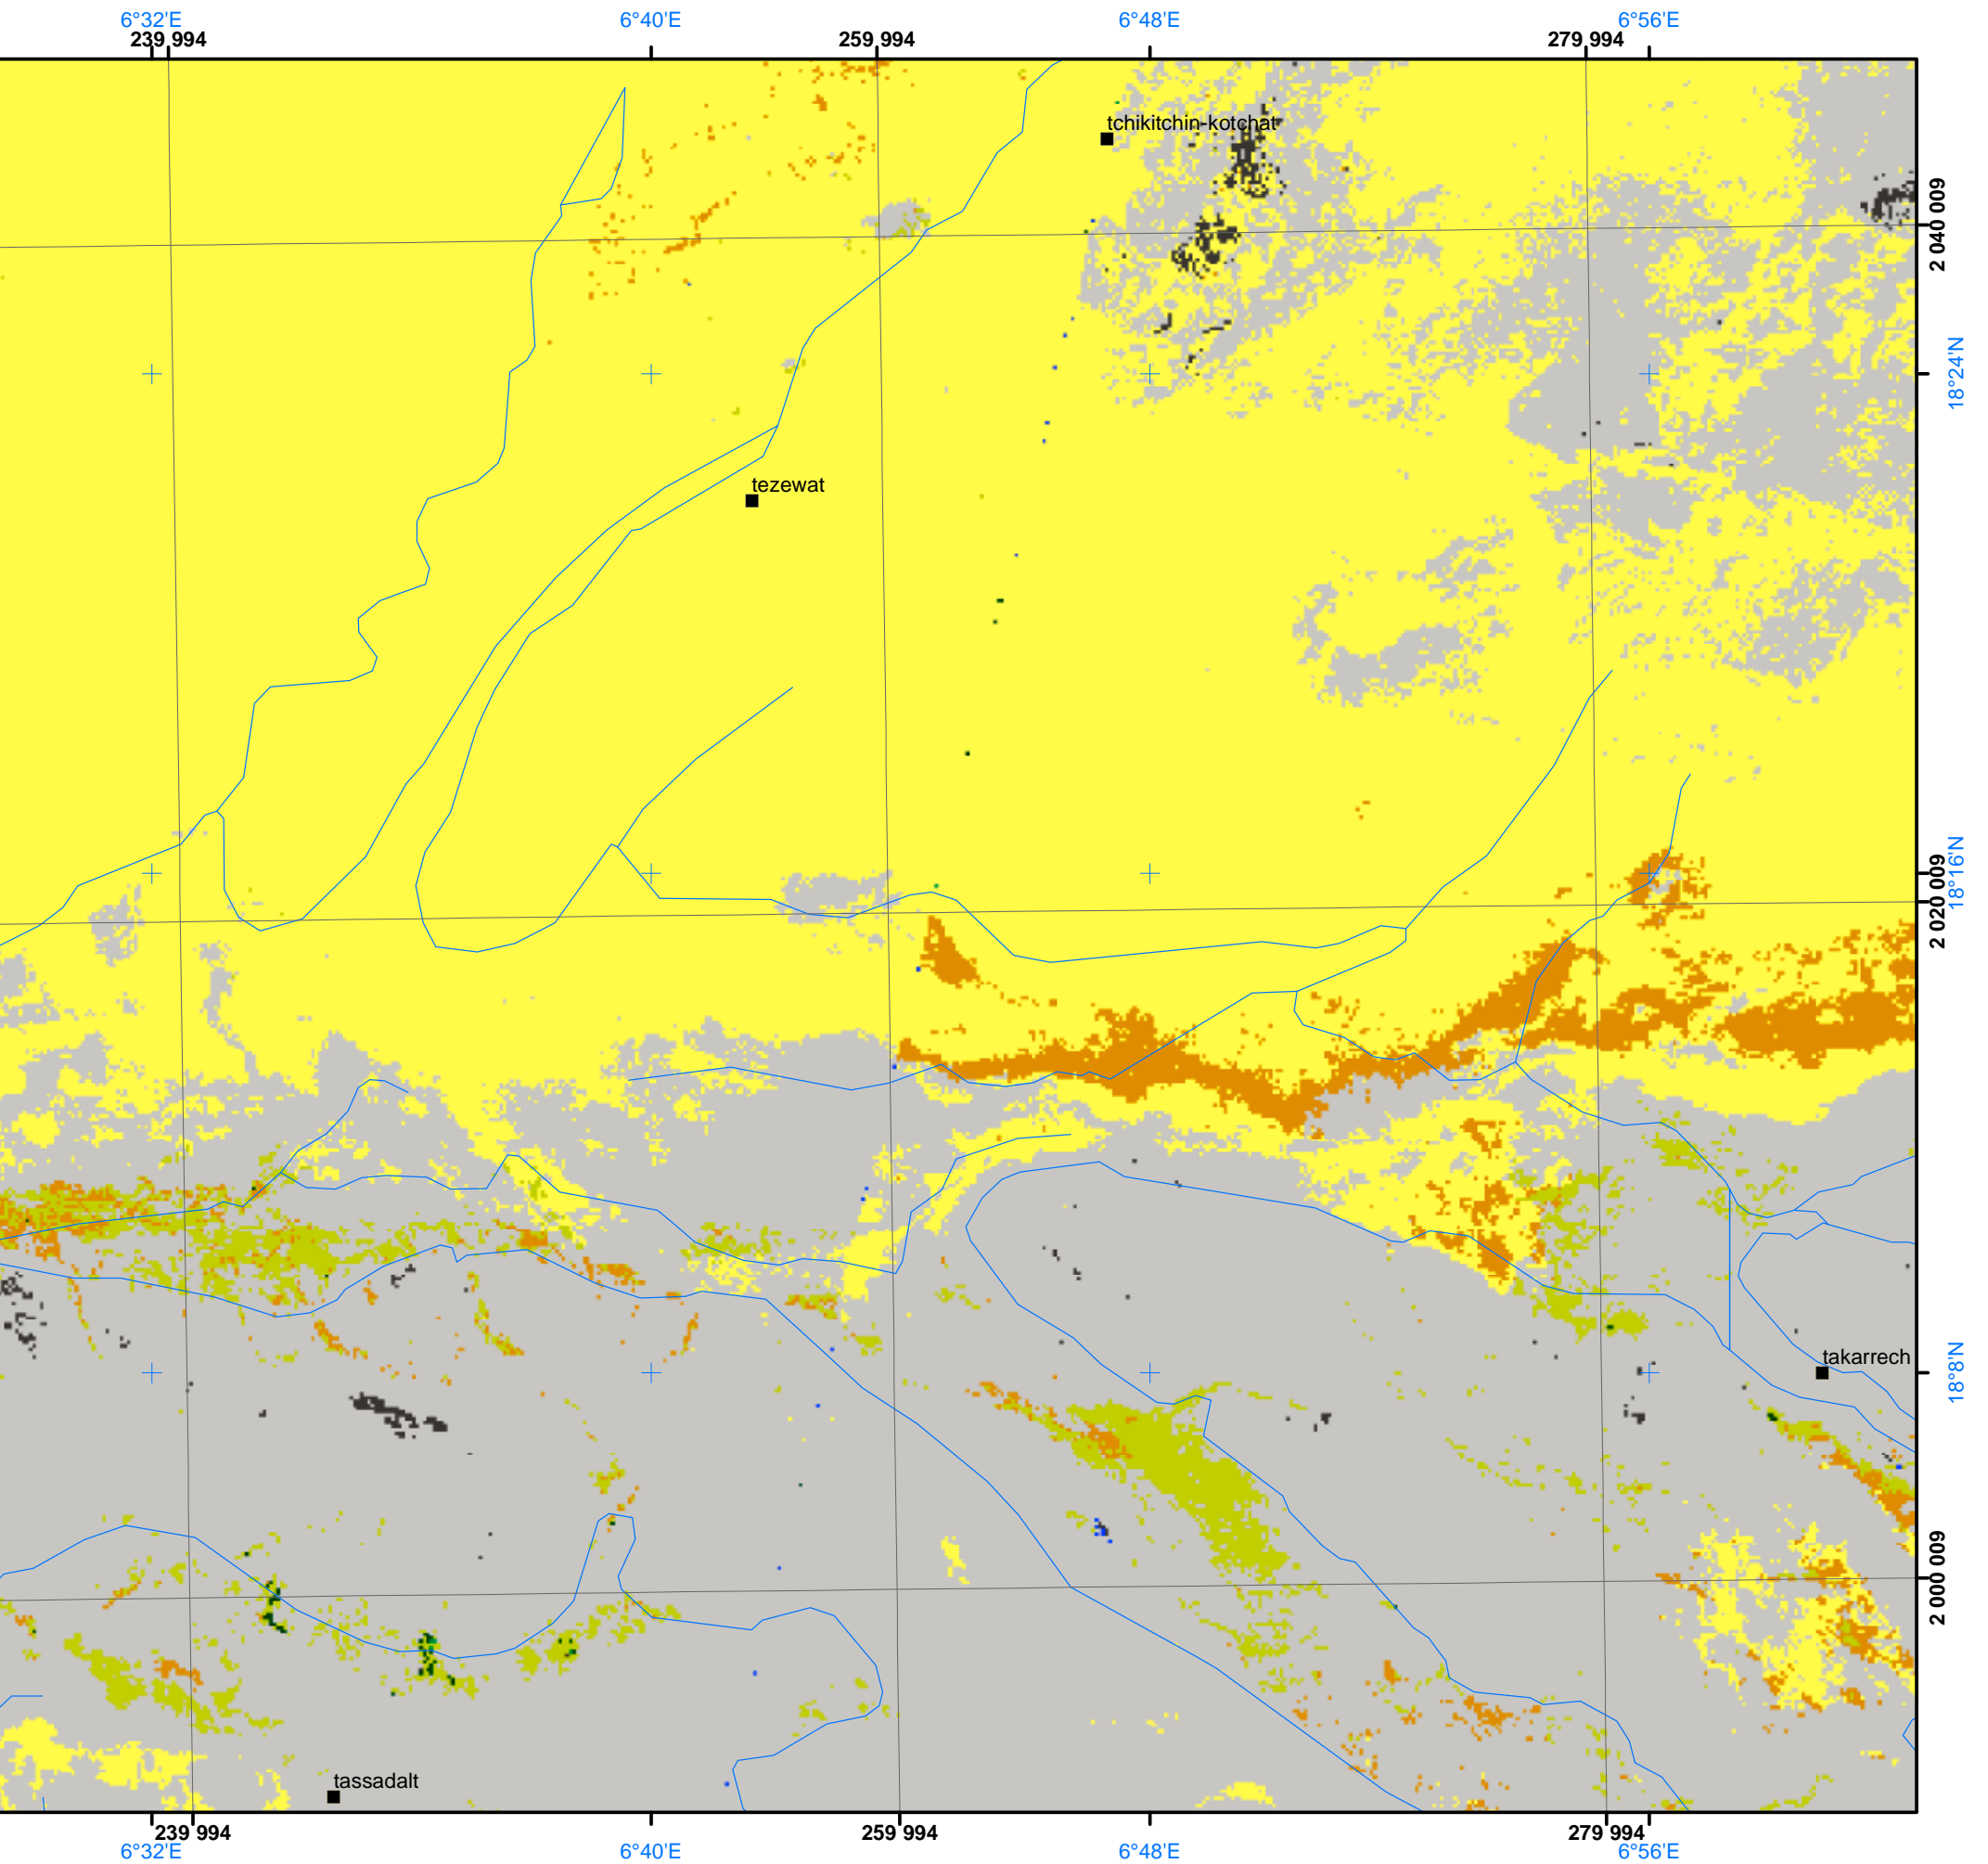 6°32'E 6°40'E 6°48'E 6°56'E
239 994 259 994 279 994
tchikitchin-kotchat
2 040 009
18°24'N
tezewat
2 020 009
18°16'N
takarrech
18°8'N
2 000 009
tassadalt
239 994 259 994 279 994
6°32'E 6°40'E 6°48'E 6°56'E